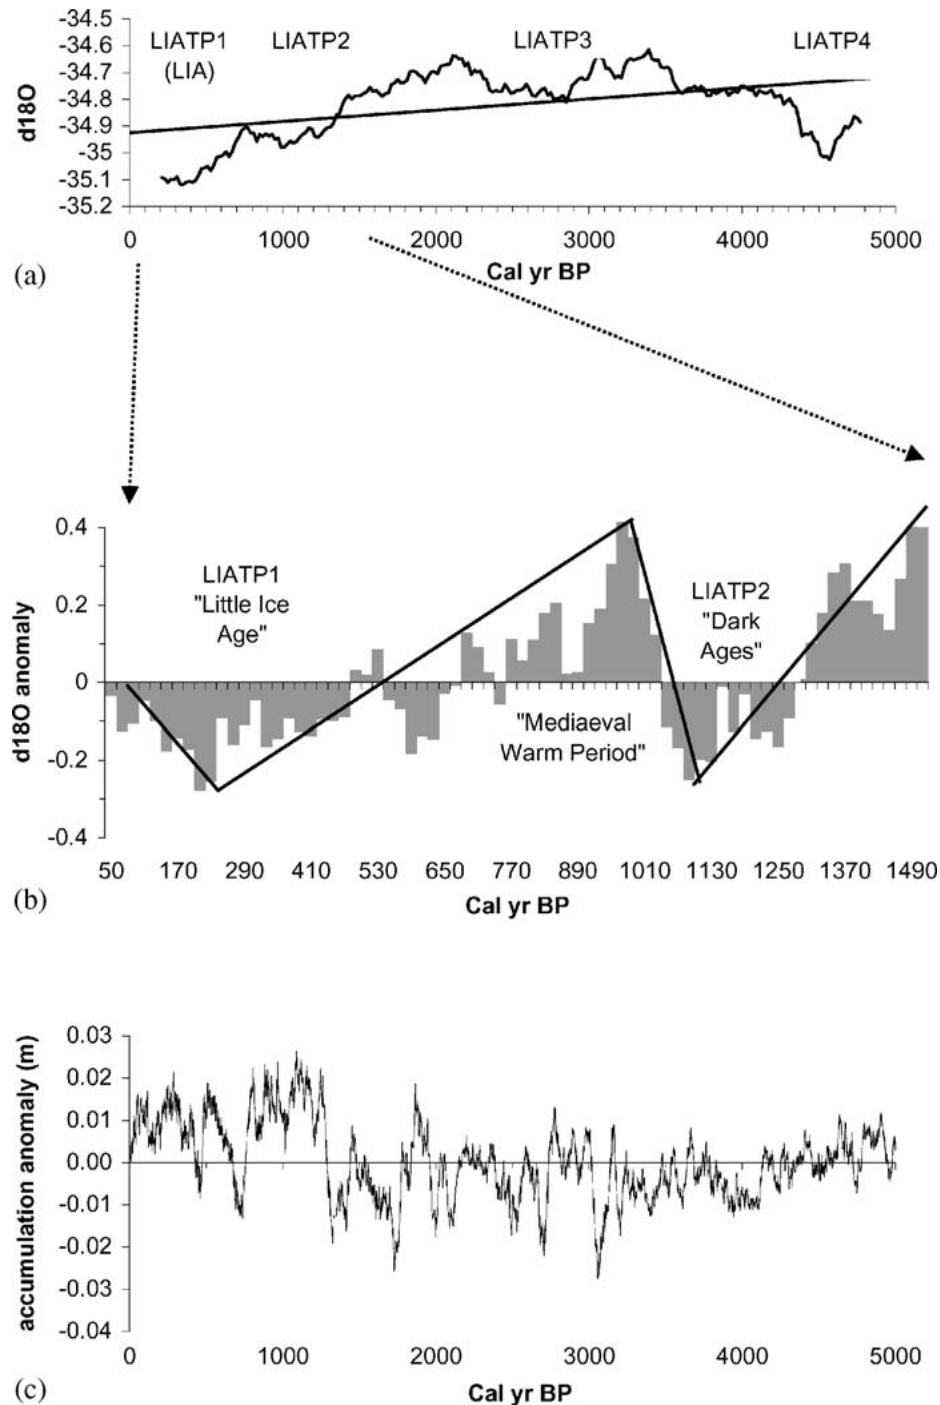 -34.5
-34.6
-34.7
-34.8
-34.9
-35
-35.1
-35.2
d18O
LIATP1
(LIA)
LIATP2
LIATP3
LIATP4
0 1000 2000 3000 4000 5000
Cal yr BP
(a)
0.4
0.2
0
-0.2
-0.4
d18O anomaly
LIATP1
"Little Ice
Age"
LIATP2
"Dark
Ages"
"Mediaeval
Warm Period"
50 170 290 410 530 650 770 890 1010 1130 1250 1370 1490
Cal yr BP
(b)
0.03
0.02
0.01
0.00
-0.01
-0.02
-0.03
-0.04
accumulation anomaly (m)
0 1000 2000 3000 4000 5000
Cal yr BP
(c)